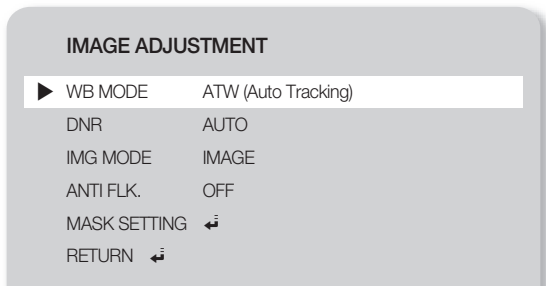 IMAGE ADJUSTMENT
▶ WB MODE ATW (Auto Tracking)
DNR AUTO
IMG MODE IMAGE
ANTI FLK. OFF
MASK SETTING ↲
RETURN ↲